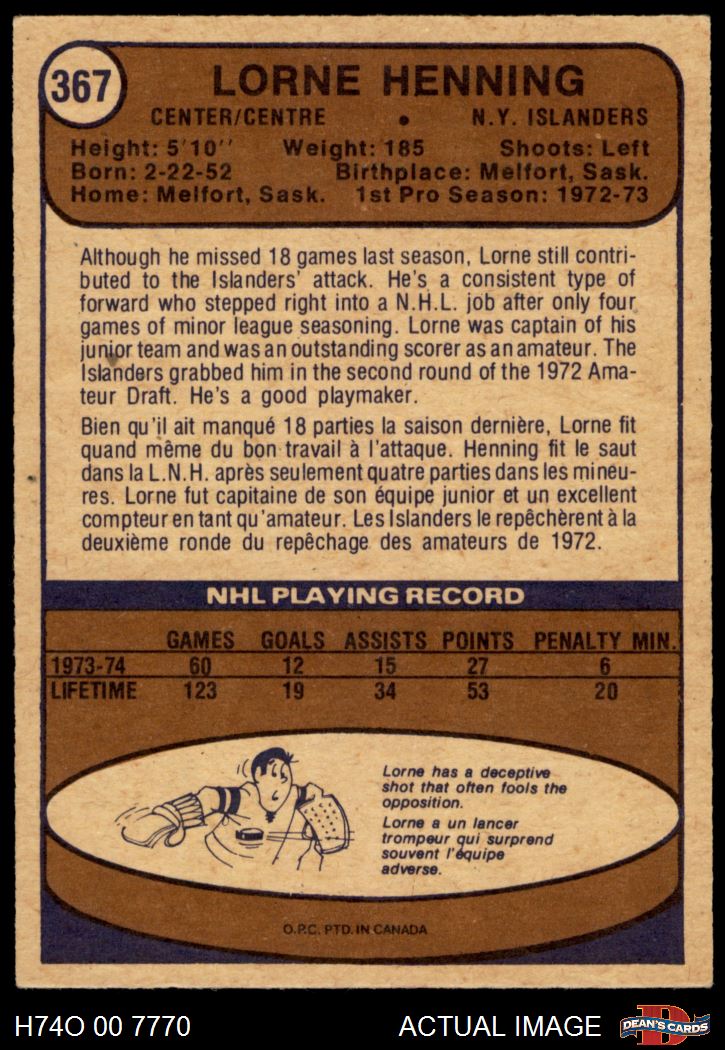 367
LORNE HENNING
CENTER/CENTRE • N.Y. ISLANDERS
Height: 5'10'' Weight: 185 Shoots: Left
Born: 2-22-52 Birthplace: Melfort, Sask.
Home: Melfort, Sask. 1st Pro Season: 1972-73
Although he missed 18 games last season, Lorne still contri-
buted to the Islanders' attack. He's a consistent type of
forward who stepped right into a N.H.L. job after only four
games of minor league seasoning. Lorne was captain of his
junior team and was an outstanding scorer as an amateur. The
Islanders grabbed him in the second round of the 1972 Ama-
teur Draft. He's a good playmaker.
Bien qu'il ait manqué 18 parties la saison dernière, Lorne fit
quand même du bon travail à l'attaque. Henning fit le saut
dans la L.N.H. après seulement quatre parties dans les mineu-
res. Lorne fut capitaine de son équipe junior et un excellent
compteur en tant qu'amateur. Les Islanders le repêchèrent à la
deuxième ronde du repêchage des amateurs de 1972.
NHL PLAYING RECORD
GAMES GOALS ASSISTS POINTS PENALTY MIN.
1973-74 60 12 15 27 6
LIFETIME 123 19 34 53 20
Lorne has a deceptive
shot that often fools the
opposition.
Lorne a un lancer
trompeur qui surprend
souvent l'équipe
adverse.
O.P.C. PTD. IN CANADA
H74O 00 7770 ACTUAL IMAGE D DEAN'S CARDS